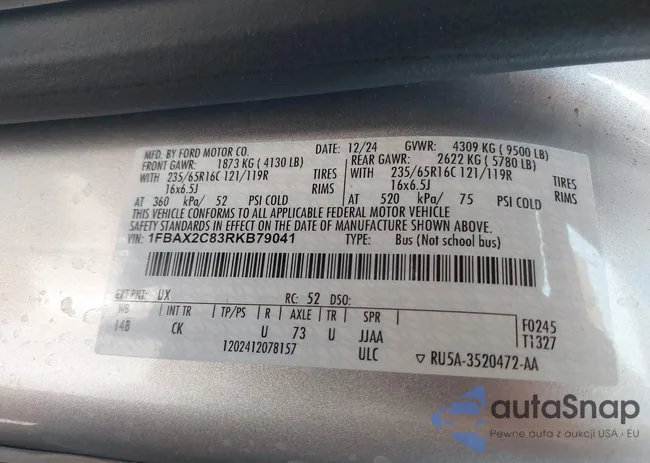 MFD. BY FORD MOTOR CO. DATE: 12/24 GVWR: 4309 KG ( 9500 LB)
FRONT GAWR: 1873 KG ( 4130 LB) REAR GAWR: 2622 KG ( 5780 LB)
WITH 235/65R16C 121/119R TIRES WITH 235/65R16C 121/119R TIRES
16x6.5J RIMS 16x6.5J RIMS
AT 360 kPa/ 52 PSI COLD AT 520 kPa/ 75 PSI COLD
THIS VEHICLE CONFORMS TO ALL APPLICABLE FEDERAL MOTOR VEHICLE
SAFETY STANDARDS IN EFFECT ON THE DATE OF MANUFACTURE SHOWN ABOVE.
VIN: 1FBAX2C83RKB79041 TYPE: Bus (Not school bus)
EXT PNT: UX RC: 52 DSO:
WB INT TR TP/PS R AXLE TR SPR F0245
14B CK U 73 U JJAA T1327
1202412078157 ULC ▽ RU5A-3520472-AA
autaSnap
Pewne auta z aukcji USA i EU